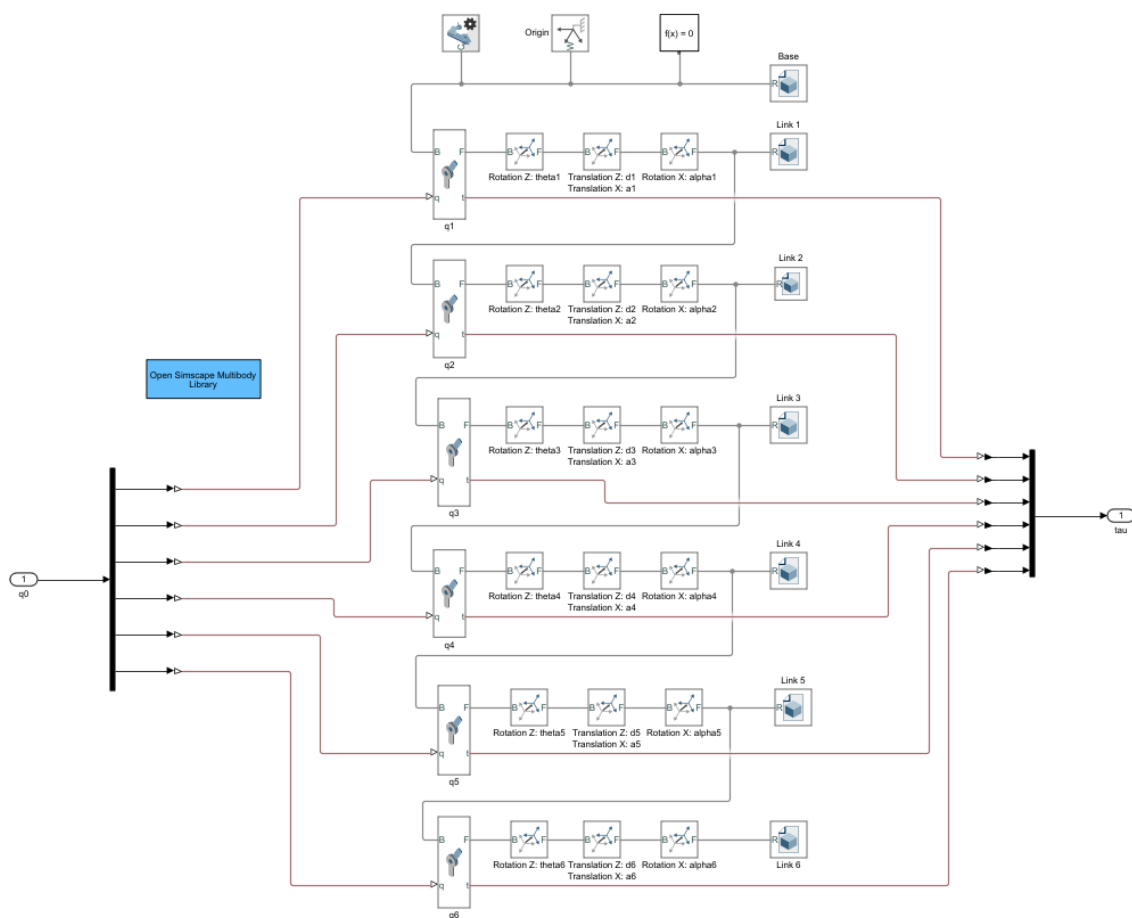 Origin
f(x) = 0
C
Base
R
Link 1
B F B F B F B F R
Rotation Z: theta1 Translation Z: d1 Rotation X: alpha1
Translation X: a1
q t
q1
Link 2
B F B F B F B F R
Rotation Z: theta2 Translation Z: d2 Rotation X: alpha2
Translation X: a2
q t
q2
Open Simscape Multibody
Library
Link 3
B F B F B F B F R
Rotation Z: theta3 Translation Z: d3 Rotation X: alpha3
Translation X: a3
q t
q3
1
tau
Link 4
B F B F B F B F R
1
q0
Rotation Z: theta4 Translation Z: d4 Rotation X: alpha4
Translation X: a4
q t
q4
Link 5
B F B F B F B F R
Rotation Z: theta5 Translation Z: d5 Rotation X: alpha5
Translation X: a5
q t
q5
B F B F B F B F R
Rotation Z: theta6 Translation Z: d6 Rotation X: alpha6 Link 6
Translation X: a6
q t
q6